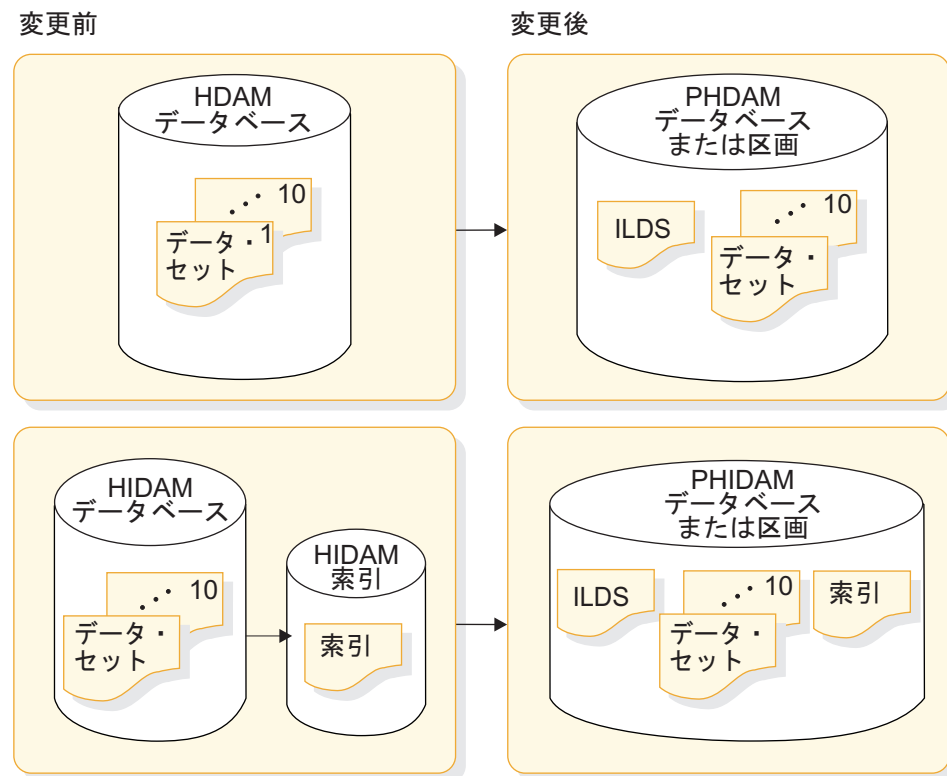 変更前
変更後
HDAM
データベース
10
データ・1
セット
PHDAM
データベース
または区画
ILDS
10
データ・
セット
HIDAM
データベース
10
データ・
セット
HIDAM
索引
索引
PHIDAM
データベース
または区画
ILDS
10
データ・
セット
索引